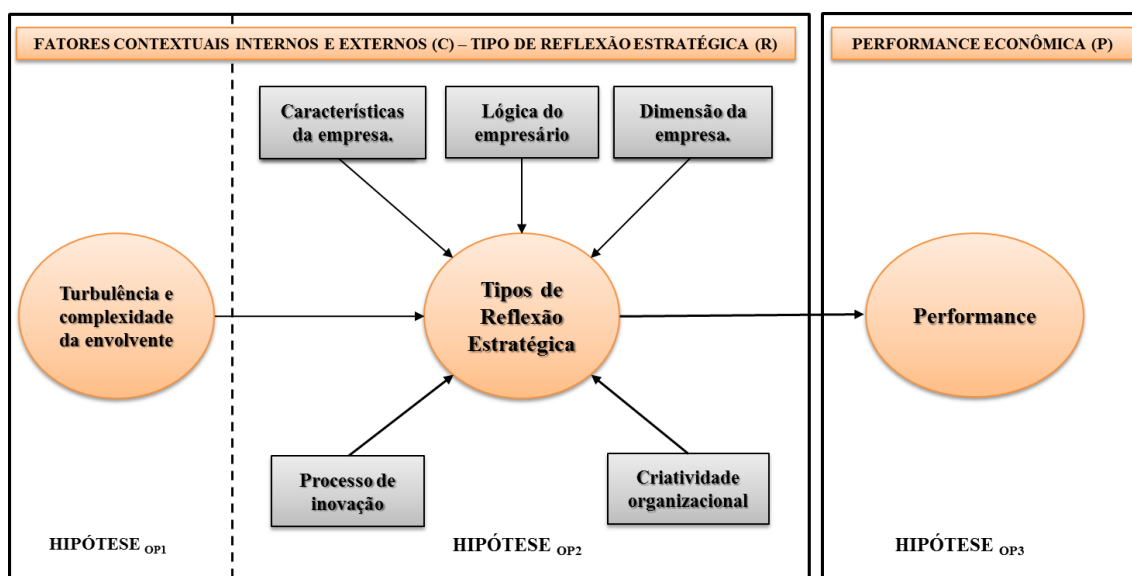 FATORES CONTEXTUAIS INTERNOS E EXTERNOS (C) – TIPO DE REFLEXÃO ESTRATÉGICA (R)
PERFORMANCE ECONÔMICA (P)
Características
da empresa.
Lógica do
empresário
Dimensão da
empresa.
Turbulência e
complexidade
da envolvente
Tipos de
Reflexão
Estratégica
Performance
Processo de
inovação
Criatividade
organizacional
HIPÓTESE OP1
HIPÓTESE OP2
HIPÓTESE OP3